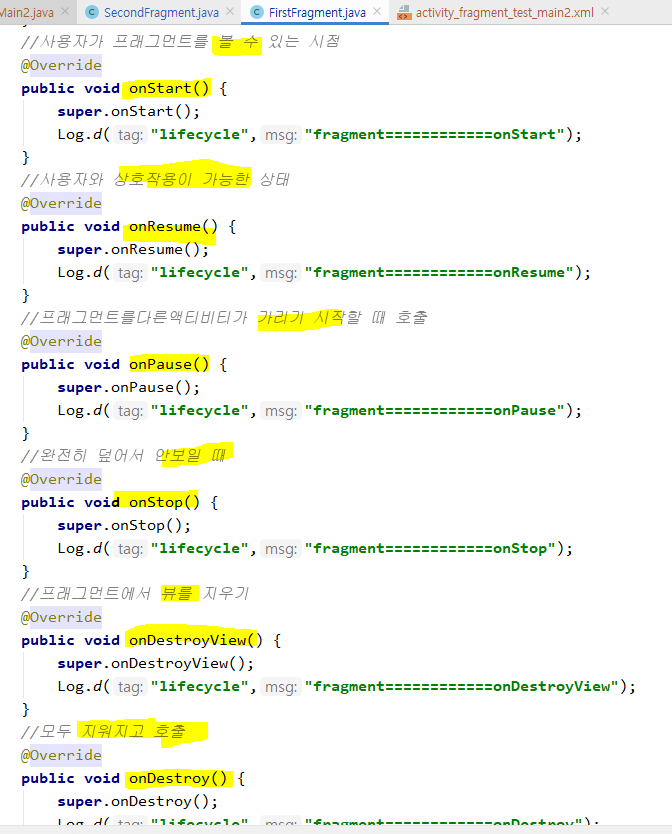 Main2.java SecondFragment.java FirstFragment.java activity_fragment_test_main2.xml
//사용자가 프래그먼트를 볼 수 있는 시점
@Override
public void onStart() {
super.onStart();
Log.d( tag: "lifecycle", msg: "fragment============onStart");
}
//사용자와 상호작용이 가능한 상태
@Override
public void onResume() {
super.onResume();
Log.d( tag: "lifecycle", msg: "fragment============onResume");
}
//프래그먼트를다른액티비티가 가리기 시작할 때 호출
@Override
public void onPause() {
super.onPause();
Log.d( tag: "lifecycle", msg: "fragment============onPause");
}
//완전히 덮어서 안보일 때
@Override
public void onStop() {
super.onStop();
Log.d( tag: "lifecycle", msg: "fragment============onStop");
}
//프래그먼트에서 뷰를 지우기
@Override
public void onDestroyView() {
super.onDestroyView();
Log.d( tag: "lifecycle", msg: "fragment============onDestroyView");
}
//모두 지워지고 호출
@Override
public void onDestroy() {
super.onDestroy();
Log.d( tag: "lifecycle", msg: "fragment============onDestroy");